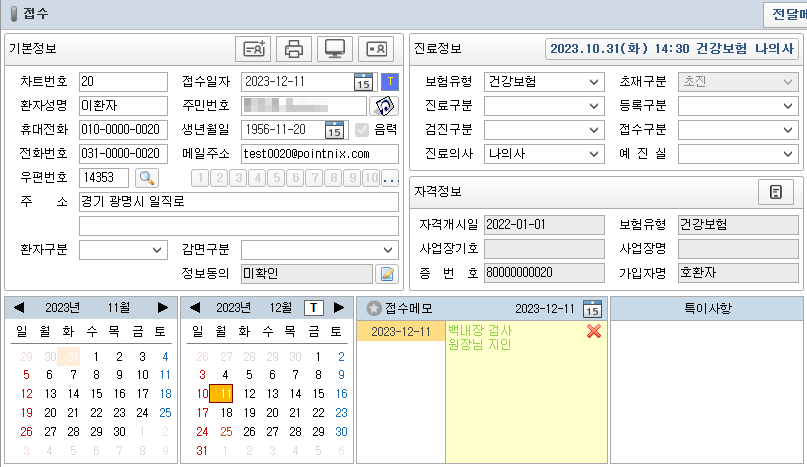 접수
전달메
기본정보
차트번호 20 접수일자 2023-12-11 15 T
환자성명 이환자 주민번호
휴대전화 010-0000-0020 생년월일 1956-11-20 15 음력
전화번호 031-0000-0020 메일주소 test0020@pointnix.com
우편번호 14353 1 2 3 4 5 6 7 8 9 10 ...
주 소 경기 광명시 일직로
환자구분 감면구분
정보동의 미확인
진료정보 2023.10.31(화) 14:30 건강보험 나의사
보험유형 건강보험 초재구분 초진
진료구분 등록구분
검진구분 접수구분
진료의사 나의사 예 진 실
자격정보
자격개시일 2022-01-01 보험유형 건강보험
사업장기호 사업장명
증 번 호 80000000020 가입자명 호환자
◀ 2023년 11월 ▶
일 월 화 수 목 금 토
29 30 31 1 2 3 4
5 6 7 8 9 10 11
12 13 14 15 16 17 18
19 20 21 22 23 24 25
26 27 28 29 30 1 2
3 4 5 6 7 8 9
◀ 2023년 12월 T ▶
일 월 화 수 목 금 토
26 27 28 29 30 1 2
3 4 5 6 7 8 9
10 11 12 13 14 15 16
17 18 19 20 21 22 23
24 25 26 27 28 29 30
31 1 2 3 4 5 6
접수메모 2023-12-11 15
2023-12-11
백내장 검사
원장님 지인
특이사항